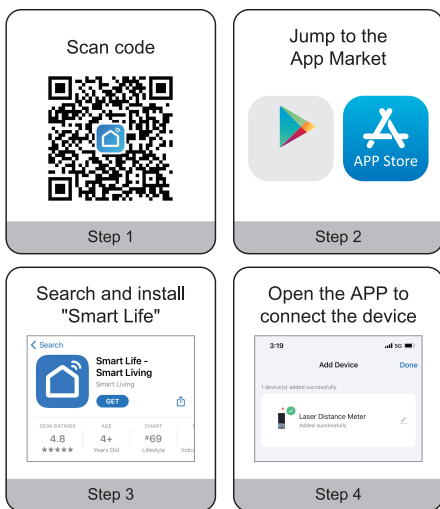 Scan code
Step 1
Jump to the
App Market
APP Store
Step 2
Search and install
"Smart Life"
Search
Smart Life -
Smart Living
Smart Living
GET
263K RATINGS AGE CHART
4.8 4+ #69
★★★★★ Years Old Lifestyle Voic
Step 3
Open the APP to
connect the device
3:19 5G
Add Device Done
1 device(s) added successfully
Laser Distance Meter
Added successfully
Step 4